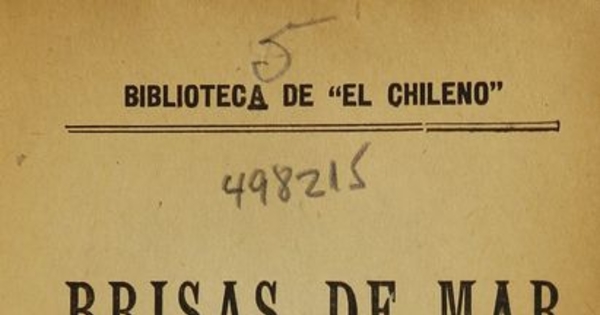 5
BIBLIOTECA DE “EL CHILENO”
498215
BRISAS DE MAR